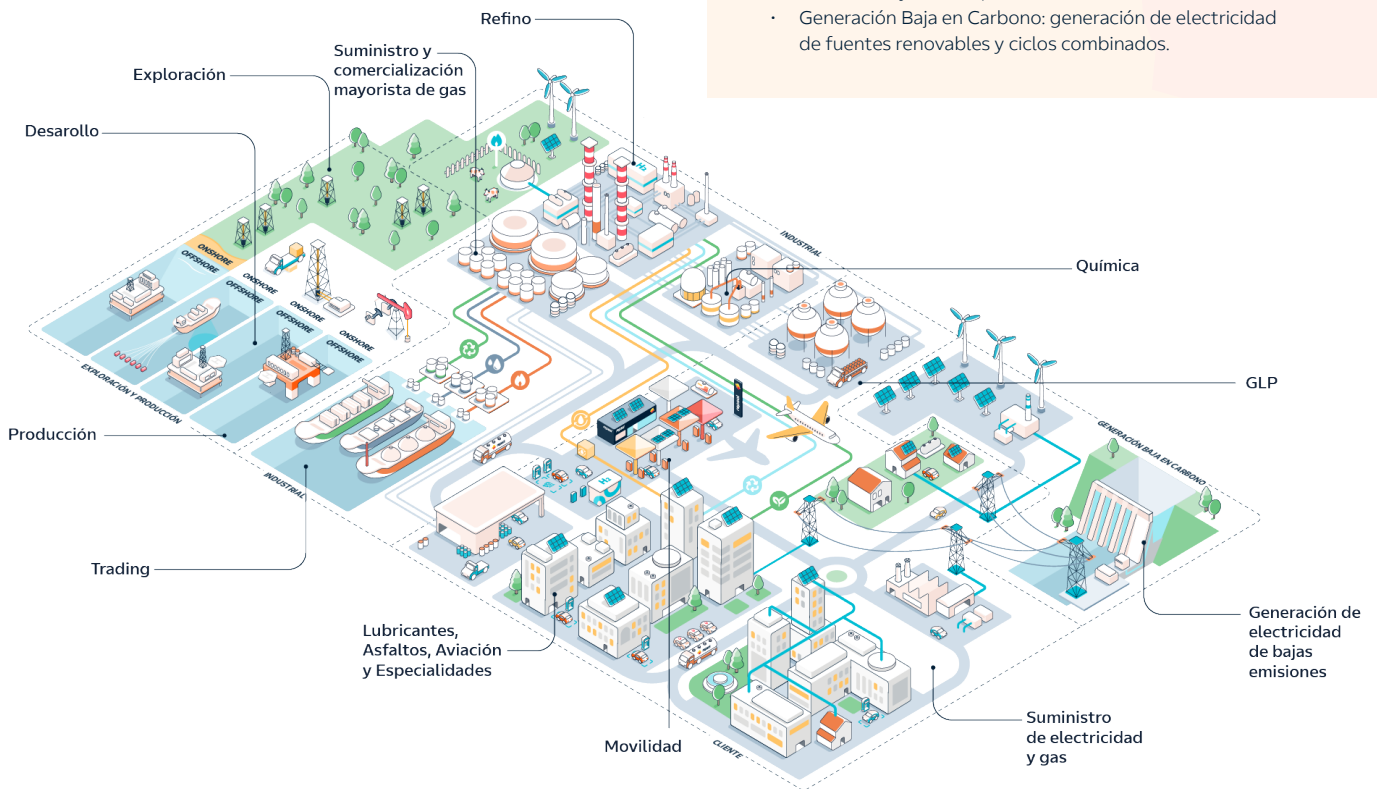 Generación Baja en Carbono: generación de electricidad
de fuentes renovables y ciclos combinados.
Refino
Suministro y
comercialización
mayorista de gas
Exploración
Desarollo
Producción
Trading
Lubricantes,
Asfaltos, Aviación
y Especialidades
Movilidad
Suministro
de electricidad
y gas
Generación de
electricidad
de bajas
emisiones
GLP
Química
INDUSTRIAL
GENERACIÓN BAJA EN CARBONO
CLIENTE
INDUSTRIAL
EXPLORACIÓN Y PRODUCCIÓN
ONSHORE
OFFSHORE
ONSHORE
OFFSHORE
ONSHORE
OFFSHORE
ONSHORE
OFFSHORE
H₂
H₂